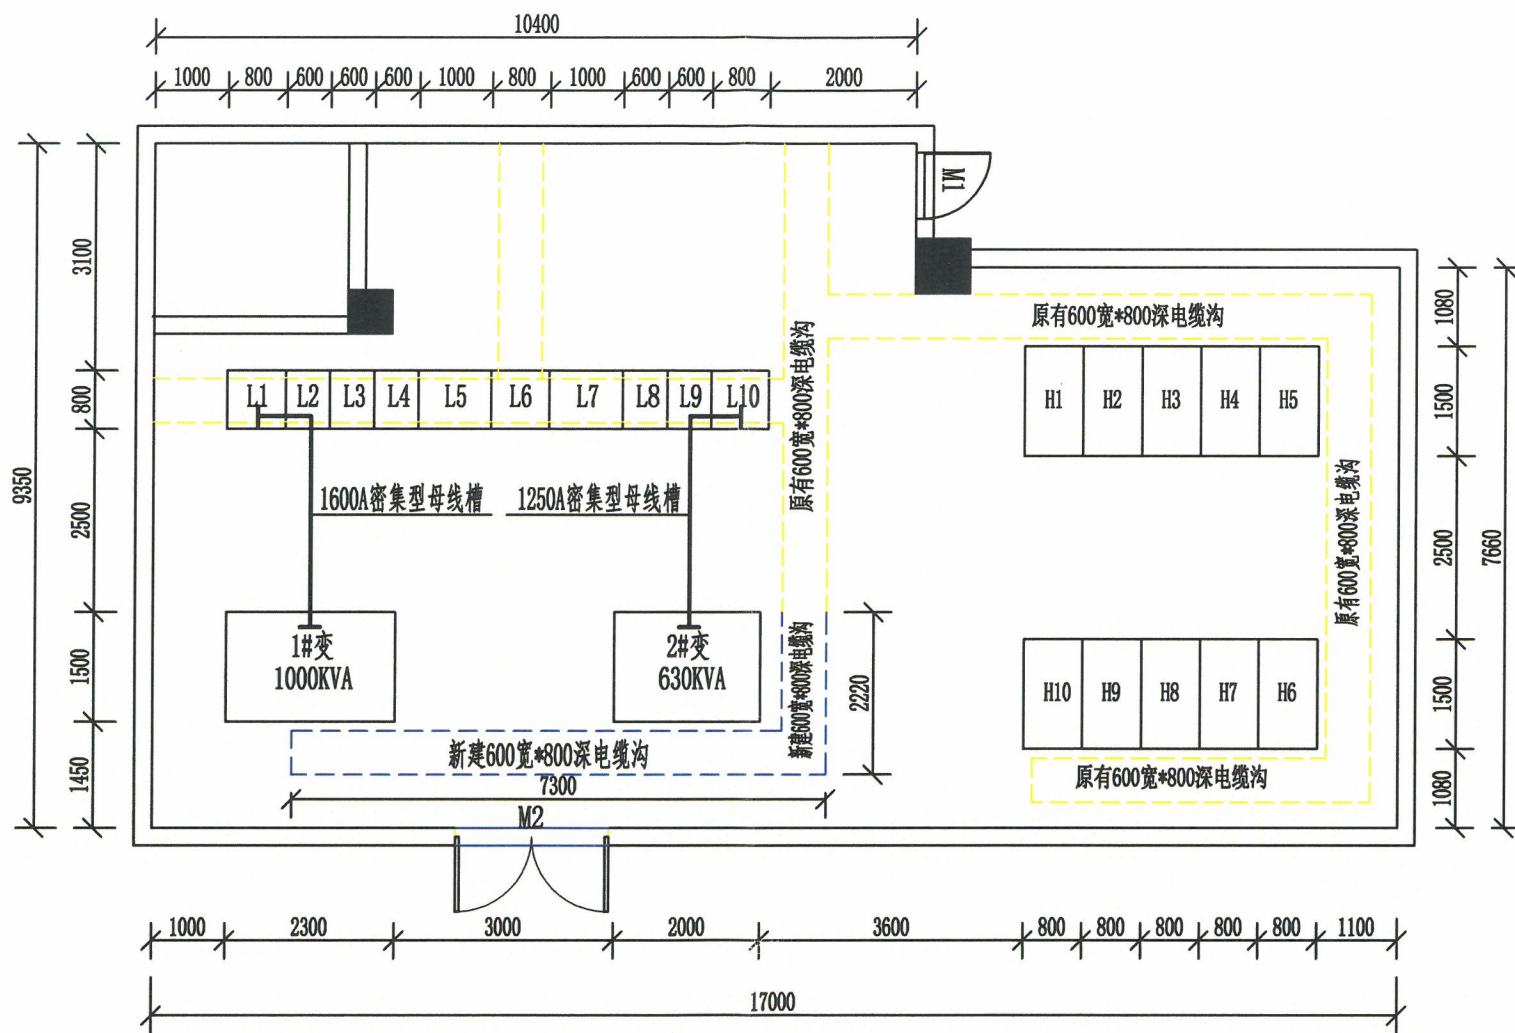 10400
1000 800 600 600 600 1000 800 1000 600 600 800 2000
M1
3100
800
2500
1500
1450
9350
原有600宽*800深电缆沟
1080
1500
2500
1500
1080
7660
L1 L2 L3 L4 L5 L6 L7 L8 L9 L10
原有600宽*800深电缆沟
H1 H2 H3 H4 H5
1600A密集型母线槽
1250A密集型母线槽
原有600宽*800深电缆沟
1#变
1000KVA
2#变
630KVA
新建600宽*800深电缆沟
2220
H10 H9 H8 H7 H6
新建600宽*800深电缆沟
原有600宽*800深电缆沟
7300
M2
1000 2300 3000 2000 3600 800 800 800 800 800 1100
17000